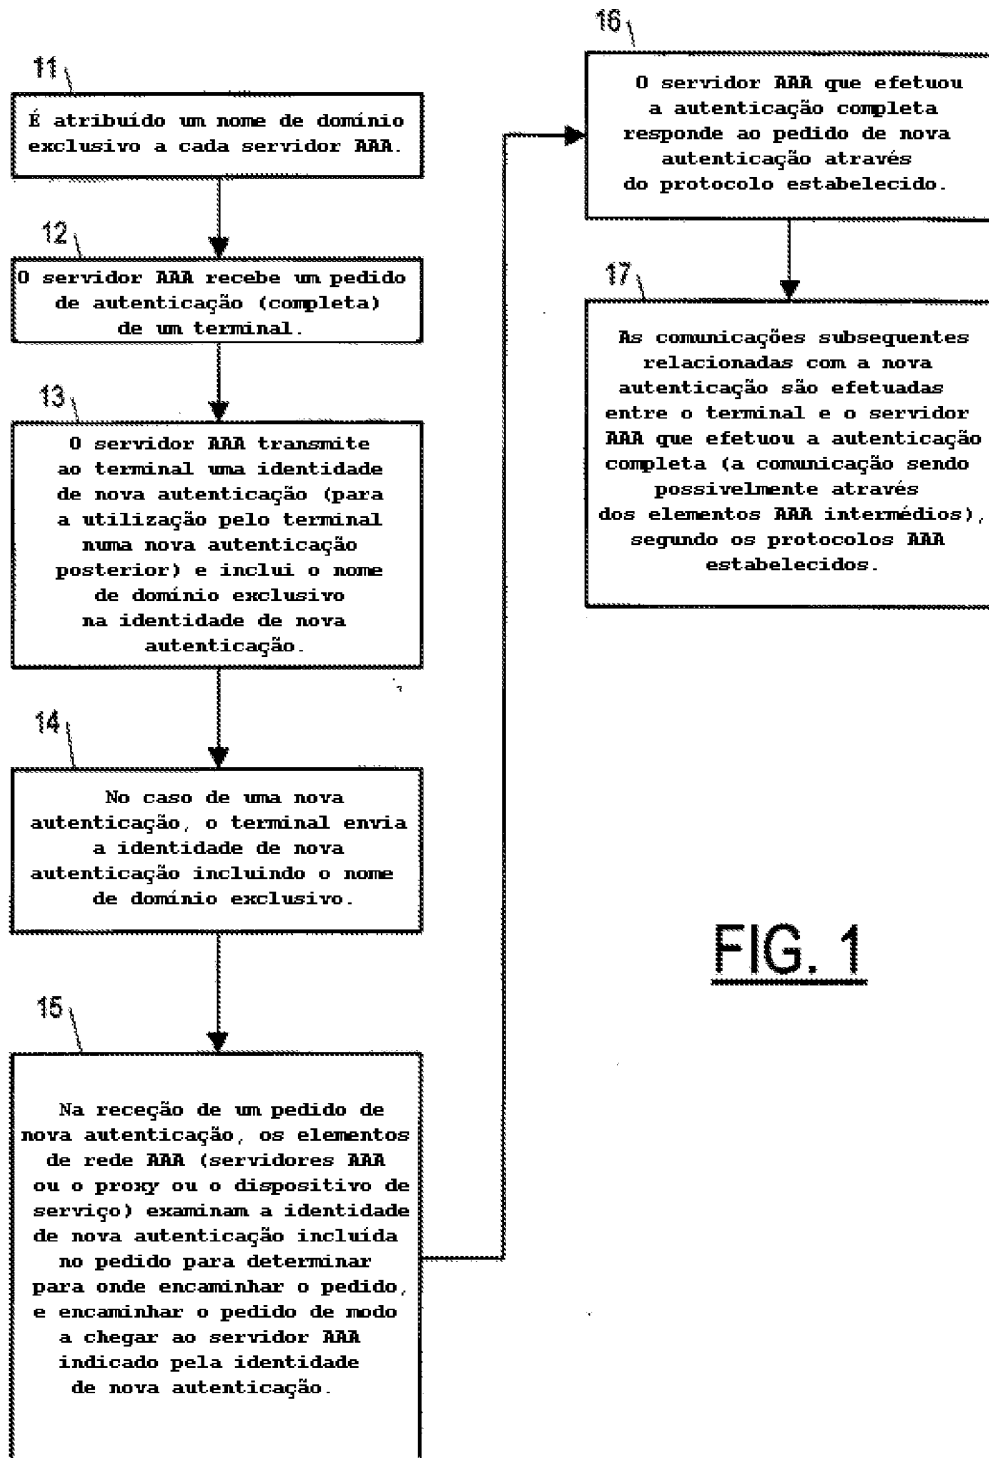 11
É atribuído um nome de domínio
exclusivo a cada servidor AAA.
12
O servidor AAA recebe um pedido
de autenticação (completa)
de um terminal.
13
O servidor AAA transmite
ao terminal uma identidade
de nova autenticação (para
a utilização pelo terminal
numa nova autenticação
posterior) e inclui o nome
de domínio exclusivo
na identidade de nova
autenticação.
14
No caso de uma nova
autenticação, o terminal envia
a identidade de nova
autenticação incluindo o nome
de domínio exclusivo.
15
Na receção de um pedido de
nova autenticação, os elementos
de rede AAA (servidores AAA
ou o proxy ou o dispositivo de
serviço) examinam a identidade
de nova autenticação incluída
no pedido para determinar
para onde encaminhar o pedido,
e encaminhar o pedido de modo
a chegar ao servidor AAA
indicado pela identidade
de nova autenticação.
16
O servidor AAA que efetuou
a autenticação completa
responde ao pedido de nova
autenticação através
do protocolo estabelecido.
17
As comunicações subsequentes
relacionadas com a nova
autenticação são efetuadas
entre o terminal e o servidor
AAA que efetuou a autenticação
completa (a comunicação sendo
possivelmente através
dos elementos AAA intermédios),
segundo os protocolos AAA
estabelecidos.
FIG. 1